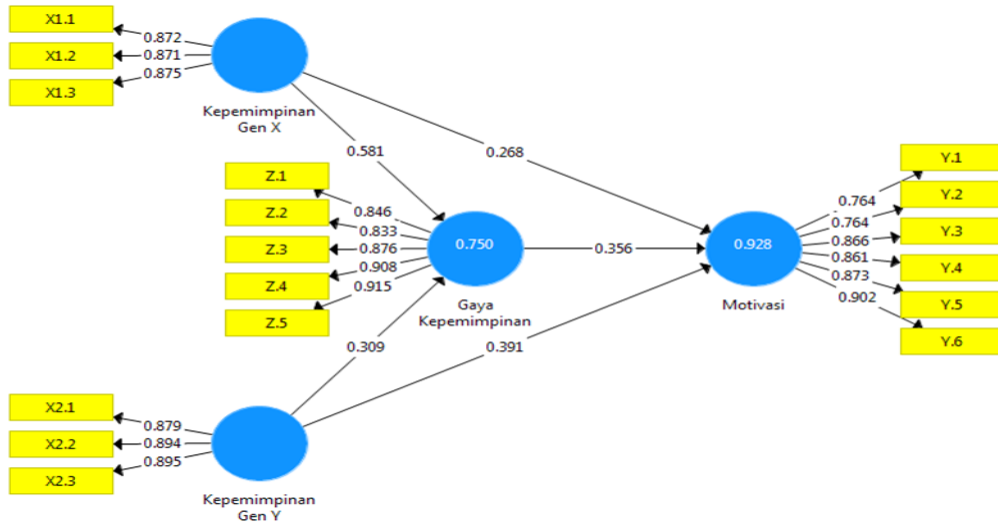 X1.1
X1.2
X1.3
0.872
0.871
0.875
Kepemimpinan
Gen X
0.581
0.268
Z.1
Z.2
Z.3
Z.4
Z.5
0.846
0.833
0.876
0.908
0.915
0.750
Gaya
Kepemimpinan
0.356
0.928
Motivasi
0.764
0.764
0.866
0.861
0.873
0.902
Y.1
Y.2
Y.3
Y.4
Y.5
Y.6
0.309
0.391
X2.1
X2.2
X2.3
0.879
0.894
0.895
Kepemimpinan
Gen Y